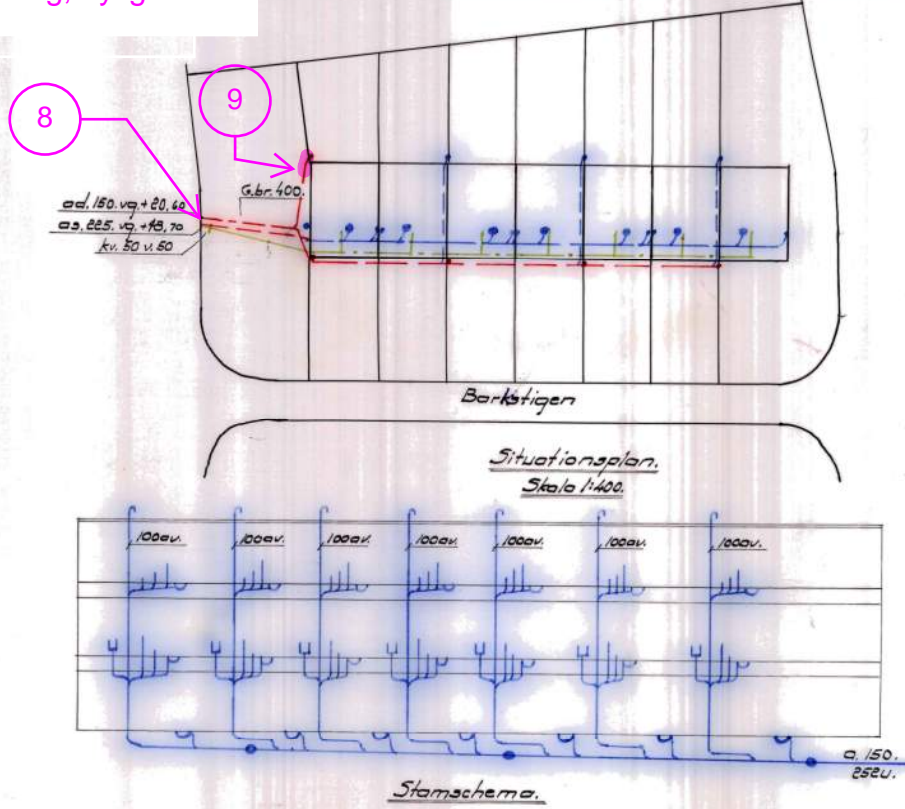 8
9
G.br. 400.
ad. 150. vg. +20,60
as. 225. vg. +18,70
kv. 50 v. 50
Barkstigen
Situationsplan.
Skala 1:400.
100av. 100av. 100av. 100av. 100av. 100av. 100av.
a. 150.
252u.
Stamschema.